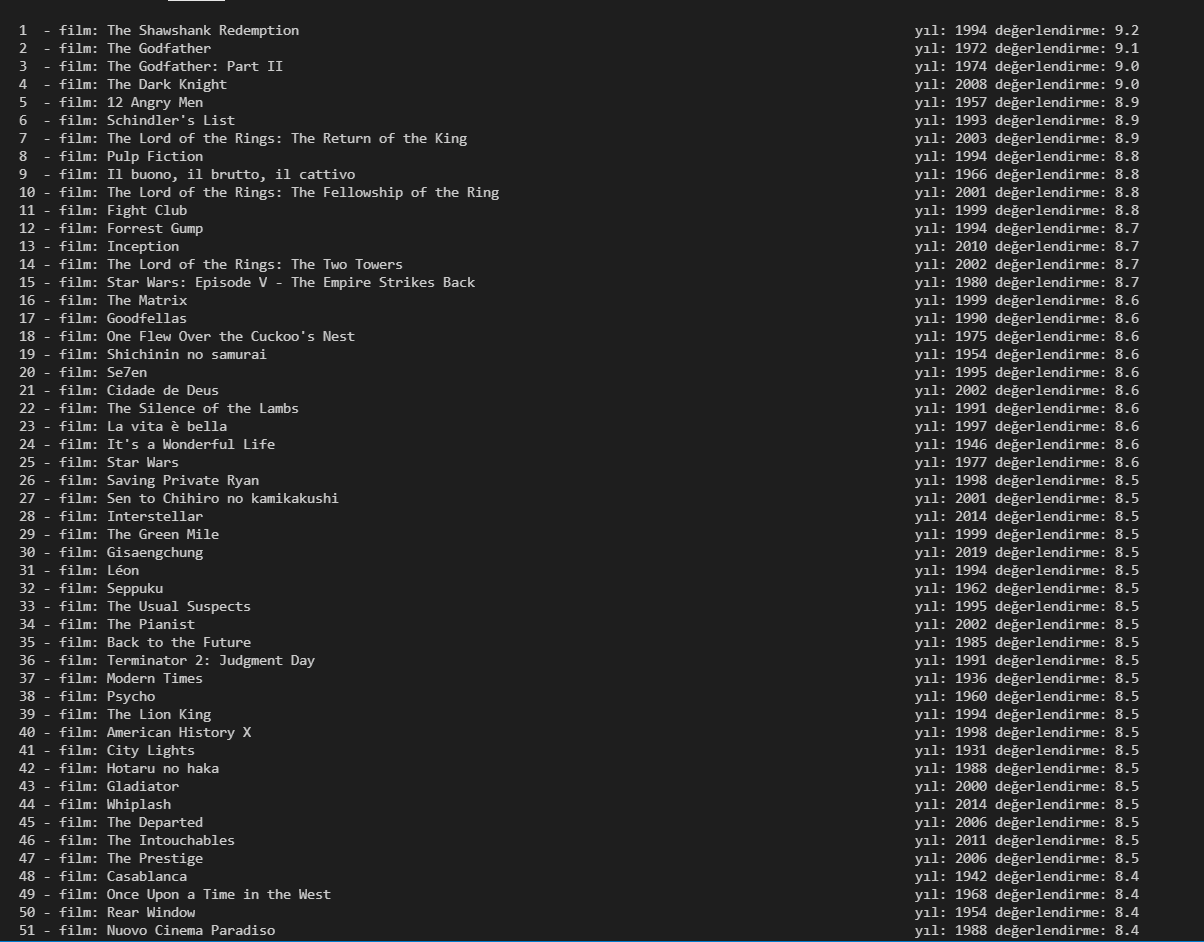 1 - film: The Shawshank Redemption yıl: 1994 değerlendirme: 9.2
2 - film: The Godfather yıl: 1972 değerlendirme: 9.1
3 - film: The Godfather: Part II yıl: 1974 değerlendirme: 9.0
4 - film: The Dark Knight yıl: 2008 değerlendirme: 9.0
5 - film: 12 Angry Men yıl: 1957 değerlendirme: 8.9
6 - film: Schindler's List yıl: 1993 değerlendirme: 8.9
7 - film: The Lord of the Rings: The Return of the King yıl: 2003 değerlendirme: 8.9
8 - film: Pulp Fiction yıl: 1994 değerlendirme: 8.8
9 - film: Il buono, il brutto, il cattivo yıl: 1966 değerlendirme: 8.8
10 - film: The Lord of the Rings: The Fellowship of the Ring yıl: 2001 değerlendirme: 8.8
11 - film: Fight Club yıl: 1999 değerlendirme: 8.8
12 - film: Forrest Gump yıl: 1994 değerlendirme: 8.7
13 - film: Inception yıl: 2010 değerlendirme: 8.7
14 - film: The Lord of the Rings: The Two Towers yıl: 2002 değerlendirme: 8.7
15 - film: Star Wars: Episode V - The Empire Strikes Back yıl: 1980 değerlendirme: 8.7
16 - film: The Matrix yıl: 1999 değerlendirme: 8.6
17 - film: Goodfellas yıl: 1990 değerlendirme: 8.6
18 - film: One Flew Over the Cuckoo's Nest yıl: 1975 değerlendirme: 8.6
19 - film: Shichinin no samurai yıl: 1954 değerlendirme: 8.6
20 - film: Se7en yıl: 1995 değerlendirme: 8.6
21 - film: Cidade de Deus yıl: 2002 değerlendirme: 8.6
22 - film: The Silence of the Lambs yıl: 1991 değerlendirme: 8.6
23 - film: La vita è bella yıl: 1997 değerlendirme: 8.6
24 - film: It's a Wonderful Life yıl: 1946 değerlendirme: 8.6
25 - film: Star Wars yıl: 1977 değerlendirme: 8.6
26 - film: Saving Private Ryan yıl: 1998 değerlendirme: 8.5
27 - film: Sen to Chihiro no kamikakushi yıl: 2001 değerlendirme: 8.5
28 - film: Interstellar yıl: 2014 değerlendirme: 8.5
29 - film: The Green Mile yıl: 1999 değerlendirme: 8.5
30 - film: Gisaengchung yıl: 2019 değerlendirme: 8.5
31 - film: Léon yıl: 1994 değerlendirme: 8.5
32 - film: Seppuku yıl: 1962 değerlendirme: 8.5
33 - film: The Usual Suspects yıl: 1995 değerlendirme: 8.5
34 - film: The Pianist yıl: 2002 değerlendirme: 8.5
35 - film: Back to the Future yıl: 1985 değerlendirme: 8.5
36 - film: Terminator 2: Judgment Day yıl: 1991 değerlendirme: 8.5
37 - film: Modern Times yıl: 1936 değerlendirme: 8.5
38 - film: Psycho yıl: 1960 değerlendirme: 8.5
39 - film: The Lion King yıl: 1994 değerlendirme: 8.5
40 - film: American History X yıl: 1998 değerlendirme: 8.5
41 - film: City Lights yıl: 1931 değerlendirme: 8.5
42 - film: Hotaru no haka yıl: 1988 değerlendirme: 8.5
43 - film: Gladiator yıl: 2000 değerlendirme: 8.5
44 - film: Whiplash yıl: 2014 değerlendirme: 8.5
45 - film: The Departed yıl: 2006 değerlendirme: 8.5
46 - film: The Intouchables yıl: 2011 değerlendirme: 8.5
47 - film: The Prestige yıl: 2006 değerlendirme: 8.5
48 - film: Casablanca yıl: 1942 değerlendirme: 8.4
49 - film: Once Upon a Time in the West yıl: 1968 değerlendirme: 8.4
50 - film: Rear Window yıl: 1954 değerlendirme: 8.4
51 - film: Nuovo Cinema Paradiso yıl: 1988 değerlendirme: 8.4